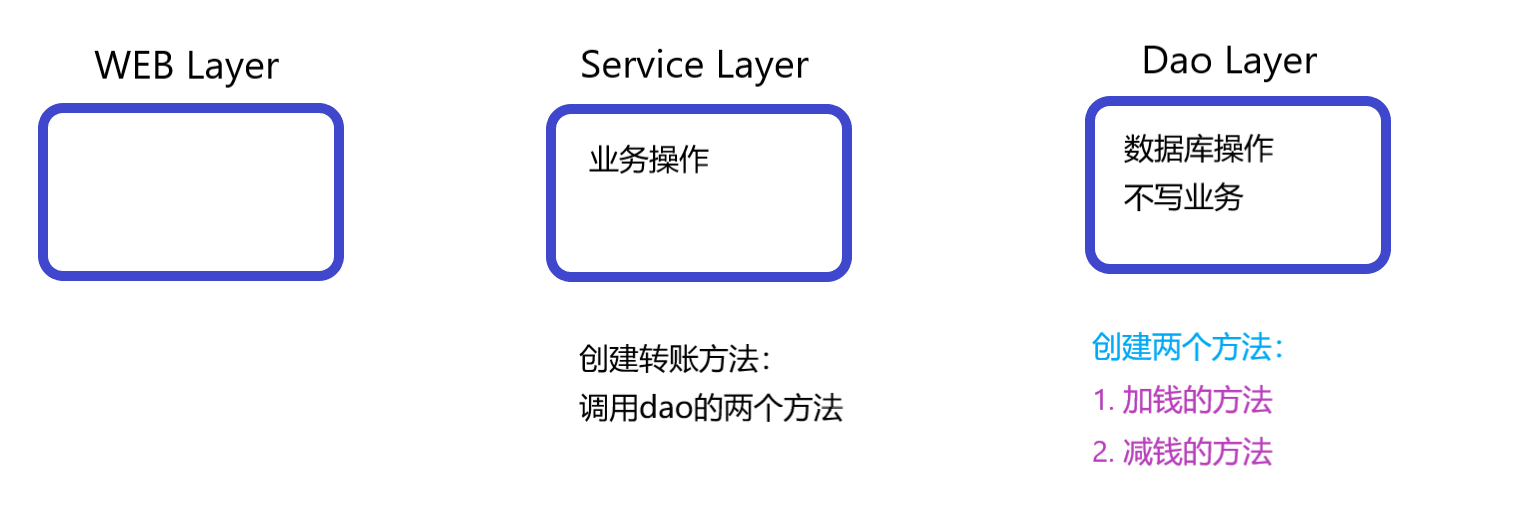 WEB Layer
Service Layer
业务操作
创建转账方法：
调用dao的两个方法
Dao Layer
数据库操作
不写业务
创建两个方法：
1. 加钱的方法
2. 减钱的方法